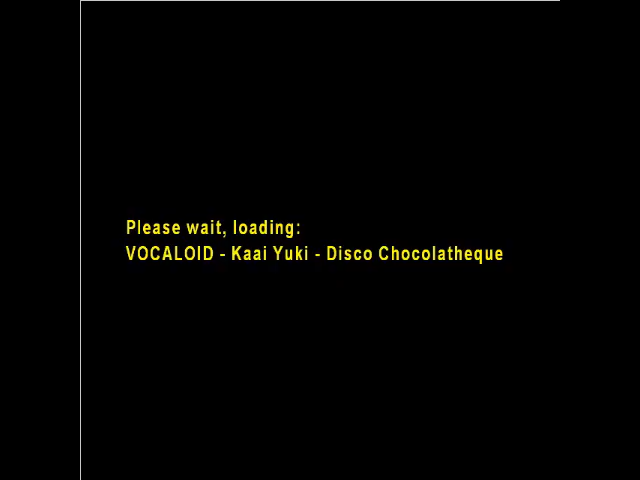 Please wait, loading:
VOCALOID - Kaai Yuki - Disco Chocolatheque